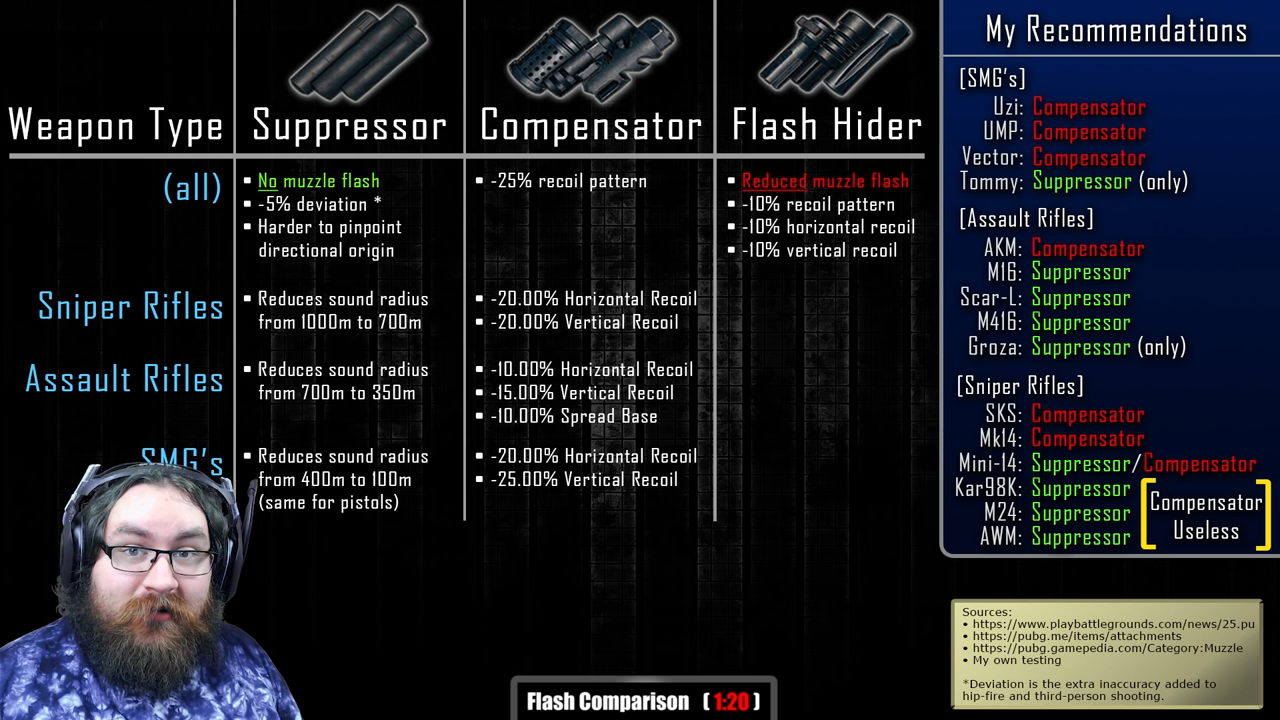 Weapon Type
Suppressor
Compensator
Flash Hider
(all)
▪ No muzzle flash
▪ -5% deviation *
▪ Harder to pinpoint
directional origin
▪ -25% recoil pattern
▪ Reduced muzzle flash
▪ -10% recoil pattern
▪ -10% horizontal recoil
▪ -10% vertical recoil
Sniper Rifles
▪ Reduces sound radius
from 1000m to 700m
▪ -20.00% Horizontal Recoil
▪ -20.00% Vertical Recoil
Assault Rifles
▪ Reduces sound radius
from 700m to 350m
▪ -10.00% Horizontal Recoil
▪ -15.00% Vertical Recoil
▪ -10.00% Spread Base
SMG's
▪ Reduces sound radius
from 400m to 100m
(same for pistols)
▪ -20.00% Horizontal Recoil
▪ -25.00% Vertical Recoil
My Recommendations
[SMG's]
Uzi: Compensator
UMP: Compensator
Vector: Compensator
Tommy: Suppressor (only)
[Assault Rifles]
AKM: Compensator
M16: Suppressor
Scar-L: Suppressor
M416: Suppressor
Groza: Suppressor (only)
[Sniper Rifles]
SKS: Compensator
Mk14: Compensator
Mini-14: Suppressor/Compensator
Kar98K: Suppressor
M24: Suppressor
AWM: Suppressor
[Compensator
Useless]
Sources:
• https://www.playbattlegrounds.com/news/25.pu
• https://pubg.me/items/attachments
• https://pubg.gamepedia.com/Category:Muzzle
• My own testing
*Deviation is the extra inaccuracy added to
hip-fire and third-person shooting.
Flash Comparison (1:20)